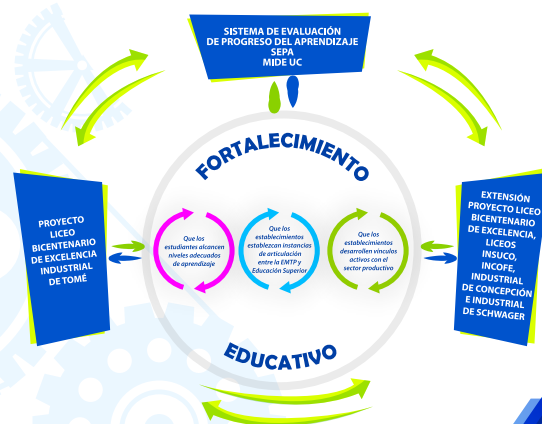 SISTEMA DE EVALUACIÓN
DE PROGRESO DEL APRENDIZAJE
SEPA
MIDE UC
FORTALECIMIENTO
PROYECTO
LICEO
BICENTENARIO
DE EXCELENCIA
INDUSTRIAL
DE TOMÉ
Que los
estudiantes alcancen
niveles adecuados
de aprendizaje
Que los
establecimientos
establezcan instancias
de articulación
entre la EMTP y
Educación Superior
Que los
establecimientos
desarrollen vínculos
activos con el
sector productivo
EXTENSIÓN
PROYECTO LICEO
BICENTENARIO
DE EXCELENCIA,
LICEOS
INSUCO,
INCOFE,
INDUSTRIAL
DE CONCEPCIÓN
E INDUSTRIAL
DE SCHWAGER
EDUCATIVO